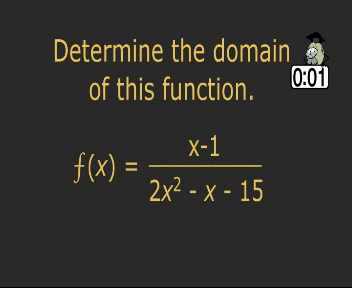 Determine the domain
of this function.
0:01
f(x) = x-1 / 2x² - x - 15